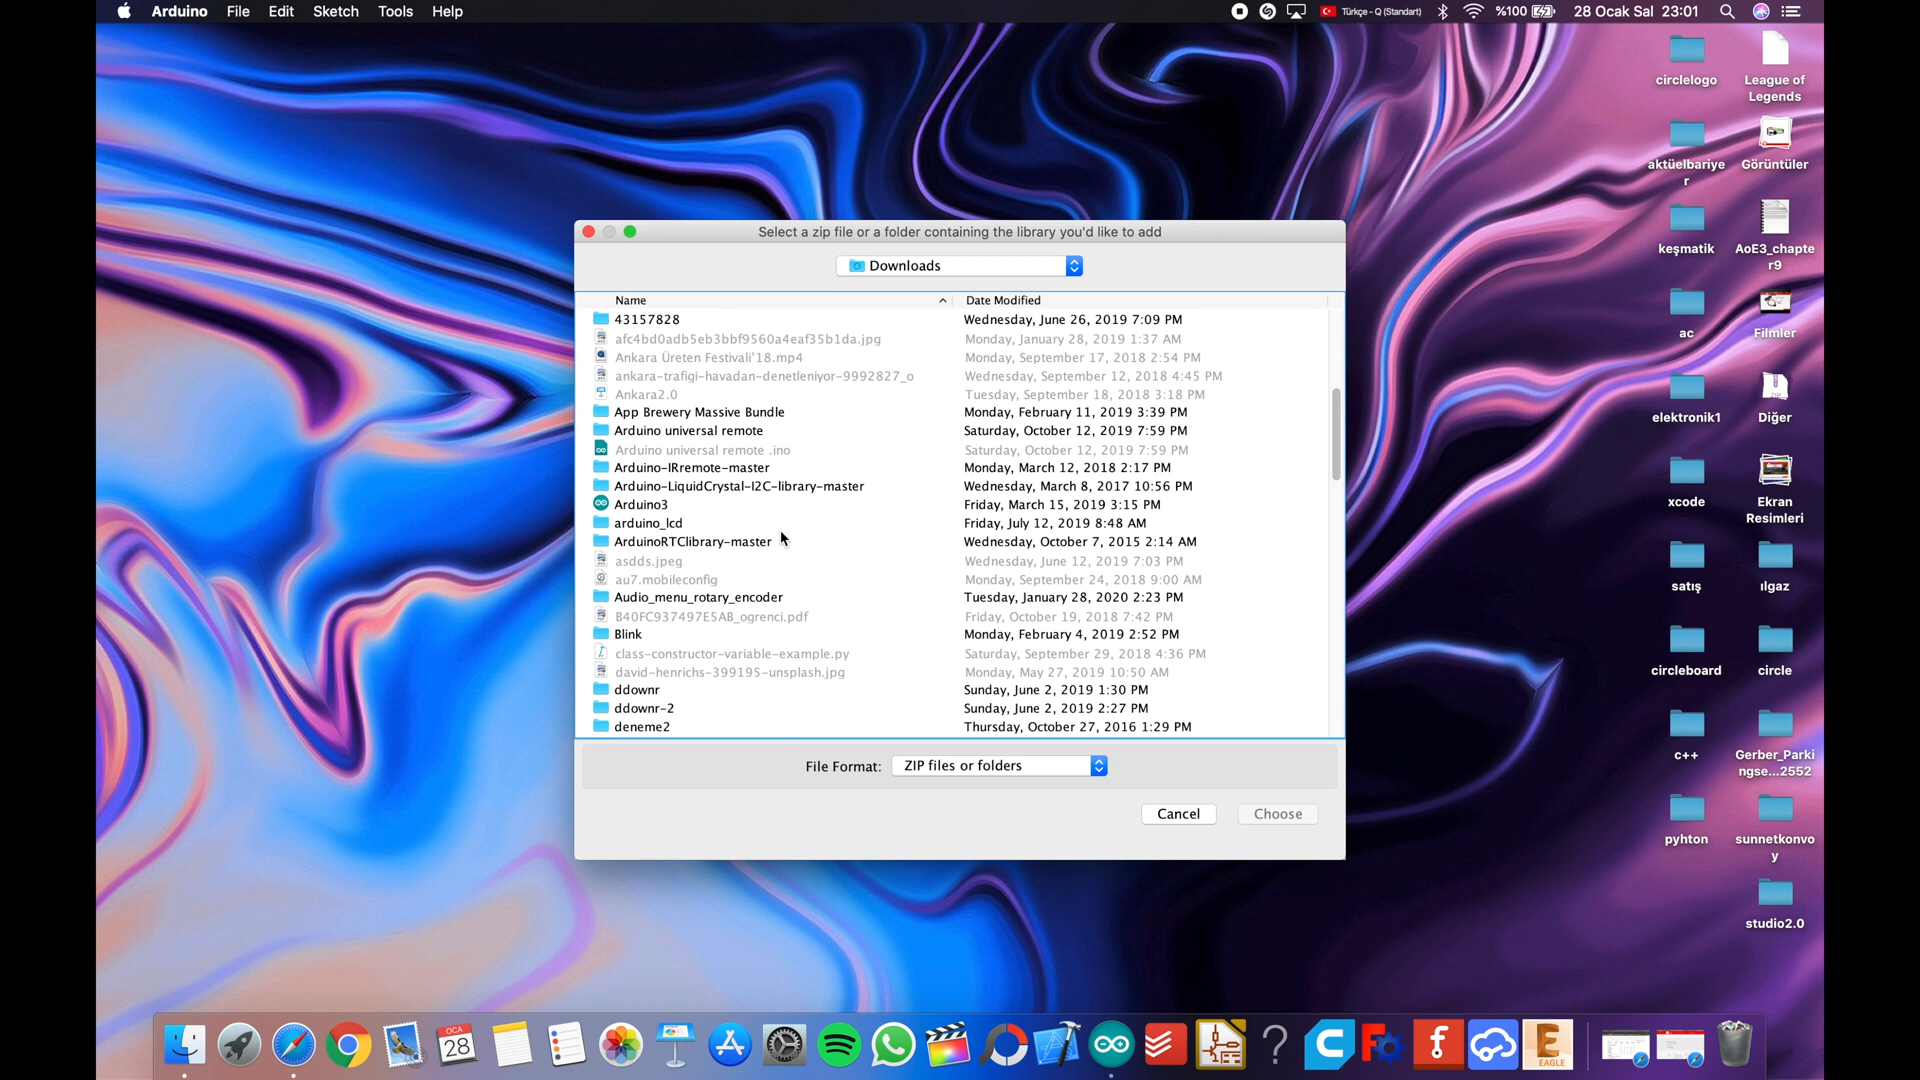 Arduino File Edit Sketch Tools Help
Türkçe - Q (Standart) %100 28 Ocak Sal 23:01
circlelogo
League of
Legends
aktüelbariye
r
Görüntüler
keşmatik
AoE3_chapte
r9
ac
Filmler
elektronik1
Diğer
xcode
Ekran
Resimleri
satış
ılgaz
circleboard
circle
c++
Gerber_Parki
ngse...2552
pyhton
sunnetkonvo
y
studio2.0
Select a zip file or a folder containing the library you'd like to add
Downloads
Name Date Modified
43157828 Wednesday, June 26, 2019 7:09 PM
afc4bd0adb5eb3bbf9560a4eaf35b1da.jpg Monday, January 28, 2019 1:37 AM
Ankara Üreten Festivali'18.mp4 Monday, September 17, 2018 2:54 PM
ankara-trafigi-havadan-denetleniyor-9992827_o Wednesday, September 12, 2018 4:45 PM
Ankara2.0 Tuesday, September 18, 2018 3:18 PM
App Brewery Massive Bundle Monday, February 11, 2019 3:39 PM
Arduino universal remote Saturday, October 12, 2019 7:59 PM
Arduino universal remote .ino Saturday, October 12, 2019 7:59 PM
Arduino-IRremote-master Monday, March 12, 2018 2:17 PM
Arduino-LiquidCrystal-I2C-library-master Wednesday, March 8, 2017 10:56 PM
Arduino3 Friday, March 15, 2019 3:15 PM
arduino_lcd Friday, July 12, 2019 8:48 AM
ArduinoRTClibrary-master Wednesday, October 7, 2015 2:14 AM
asdds.jpeg Wednesday, June 12, 2019 7:03 PM
au7.mobileconfig Monday, September 24, 2018 9:00 AM
Audio_menu_rotary_encoder Tuesday, January 28, 2020 2:23 PM
B40FC937497E5AB_ogrenci.pdf Friday, October 19, 2018 7:42 PM
Blink Monday, February 4, 2019 2:52 PM
class-constructor-variable-example.py Saturday, September 29, 2018 4:36 PM
david-henrichs-399195-unsplash.jpg Monday, May 27, 2019 10:50 AM
ddownr Sunday, June 2, 2019 1:30 PM
ddownr-2 Sunday, June 2, 2019 2:27 PM
deneme2 Thursday, October 27, 2016 1:29 PM
File Format: ZIP files or folders
Cancel Choose
OCA
28
EAGLE